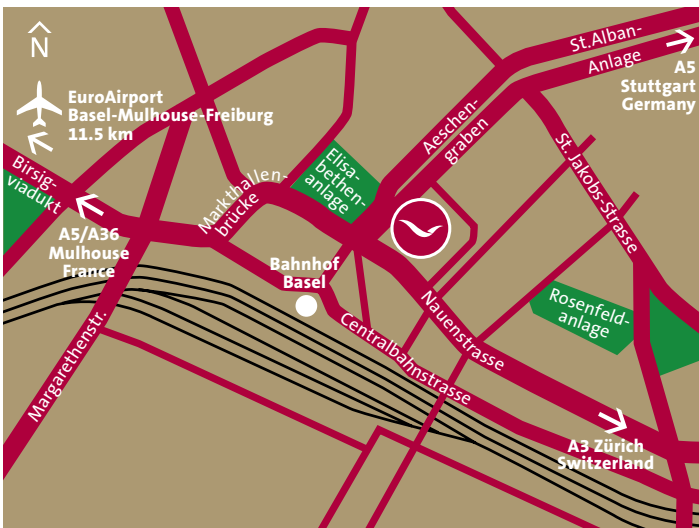 N
EuroAirport
Basel-Mulhouse-Freiburg
11.5 km
St.Alban-
Anlage
A5
Stuttgart
Germany
Aeschen-
graben
St. Jakobs-Strasse
Birsig-
viadukt
A5/A36
Mulhouse
France
Markthallen-
brücke
Elisa-
bethen-
anlage
Bahnhof
Basel
Nauenstrasse
Centralbahnstrasse
Rosenfeld-
anlage
Margarethenstr.
A3 Zürich
Switzerland